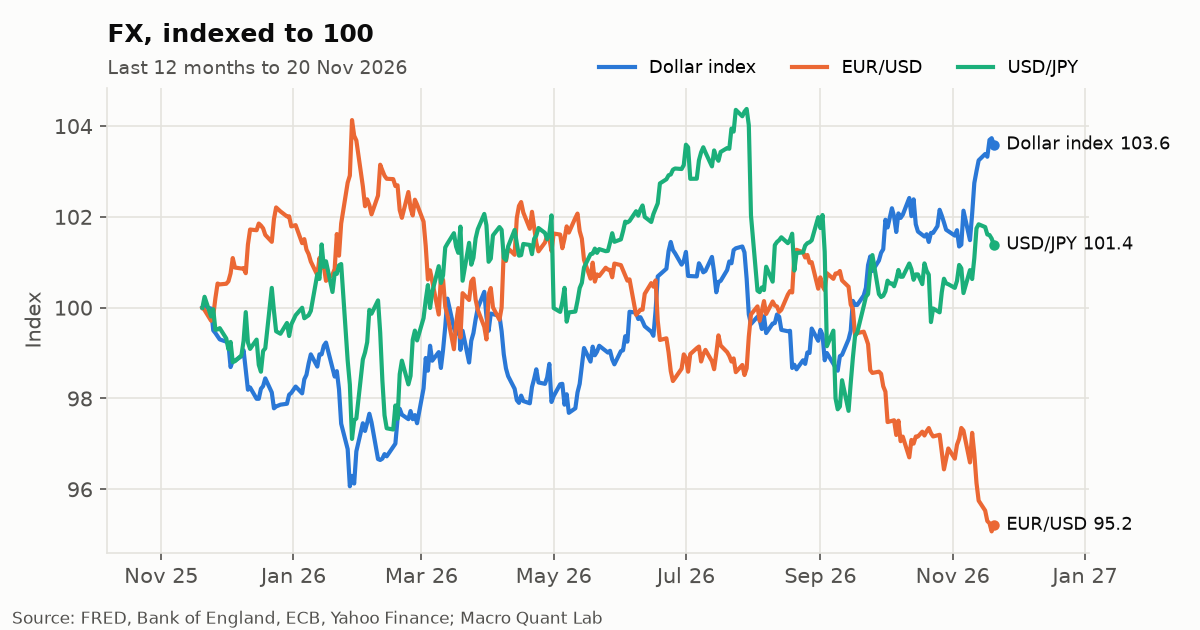 FX, indexed to 100
Last 12 months to 20 Nov 2026
Dollar index
EUR/USD
USD/JPY
104
102
100
98
96
Index
Dollar index 103.6
USD/JPY 101.4
EUR/USD 95.2
Nov 25
Jan 26
Mar 26
May 26
Jul 26
Sep 26
Nov 26
Jan 27
Source: FRED, Bank of England, ECB, Yahoo Finance; Macro Quant Lab